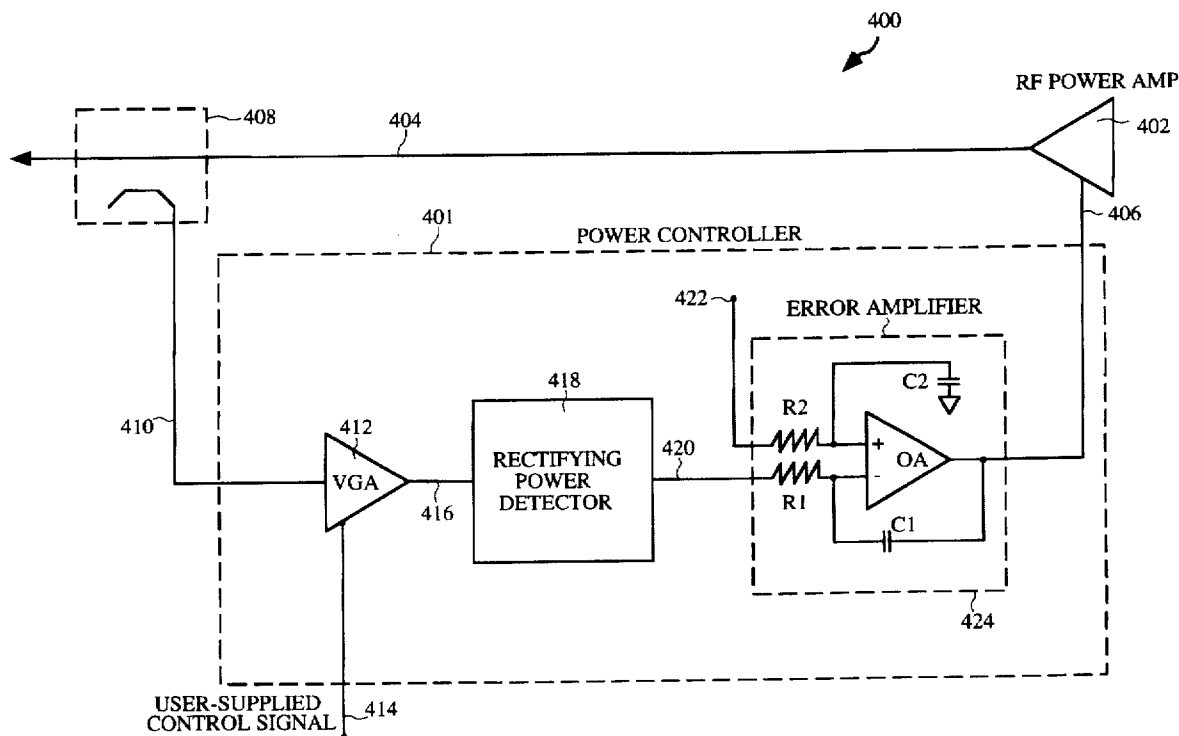 400
RF POWER AMP
402
408
404
406
401
POWER CONTROLLER
422
ERROR AMPLIFIER
C2
418
R2
410
412
+
OA
VGA
RECTIFYING
POWER
DETECTOR
420
-
416
R1
C1
424
USER-SUPPLIED
CONTROL SIGNAL
414